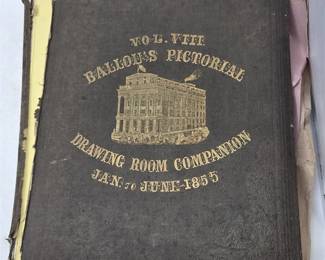 VOL. VIII
BALLOU'S PICTORIAL
DRAWING ROOM COMPANION
JAN. TO JUNE-1855